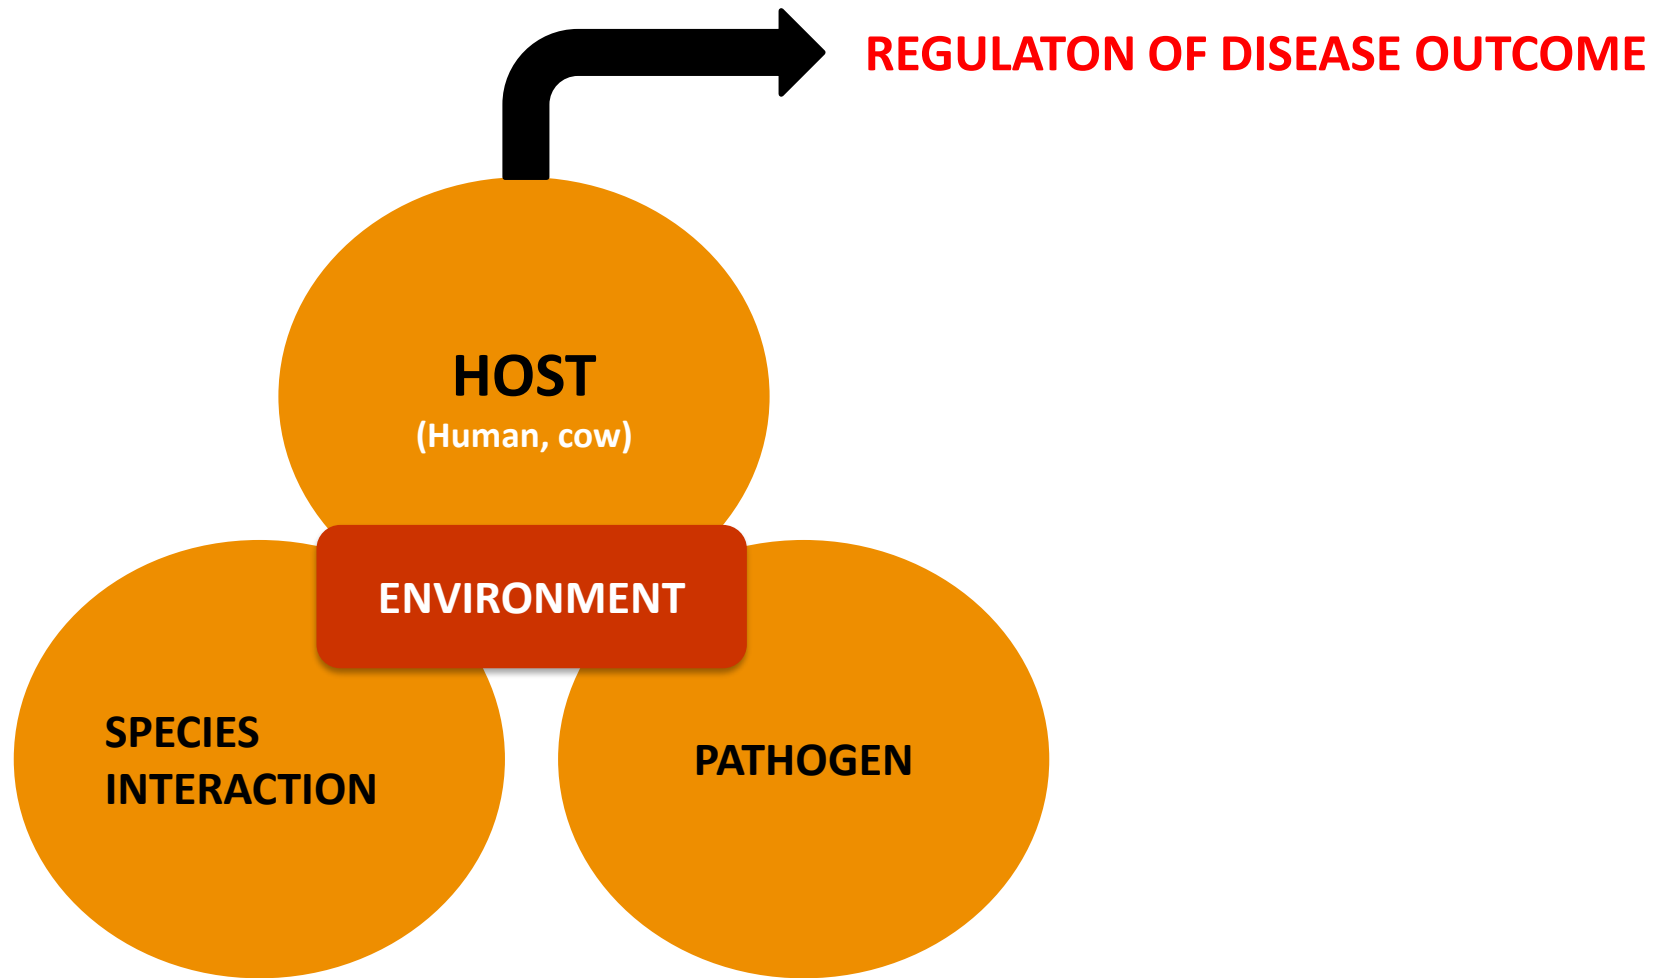 REGULATON OF DISEASE OUTCOME
HOST
(Human, cow)
ENVIRONMENT
SPECIES
INTERACTION
PATHOGEN